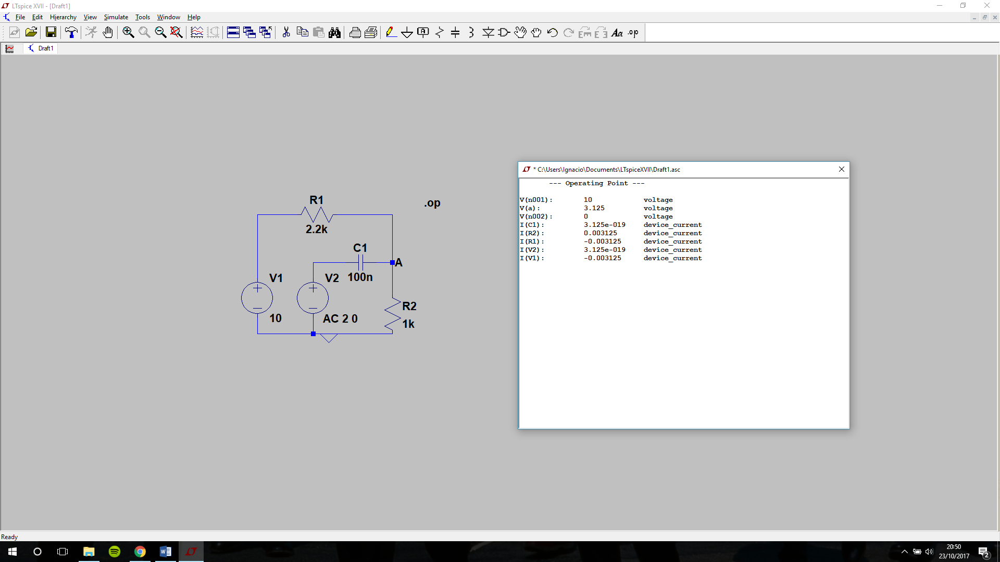 LTspice XVII - [Draft1]
File Edit Hierarchy View Simulate Tools Window Help
Aa .op
Draft1
* C:\Users\Ignacio\Documents\LTspiceXVII\Draft1.asc
--- Operating Point ---
V(n001): 10 voltage
V(a): 3.125 voltage
V(n002): 0 voltage
I(C1): 3.125e-019 device_current
I(R2): 0.003125 device_current
I(R1): -0.003125 device_current
I(V2): 3.125e-019 device_current
I(V1): -0.003125 device_current
R1
.op
2.2k
C1
A
V1
V2
100n
R2
10
AC 2 0
1k
Ready
20:50
23/10/2017
2